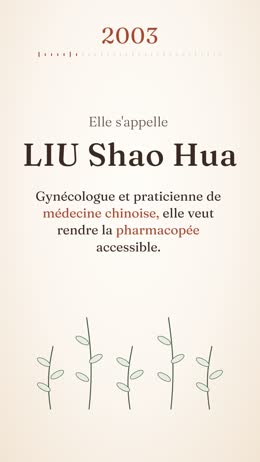 2003
Elle s'appelle
LIU Shao Hua
Gynécologue et praticienne de
médecine chinoise, elle veut
rendre la pharmacopée
accessible.